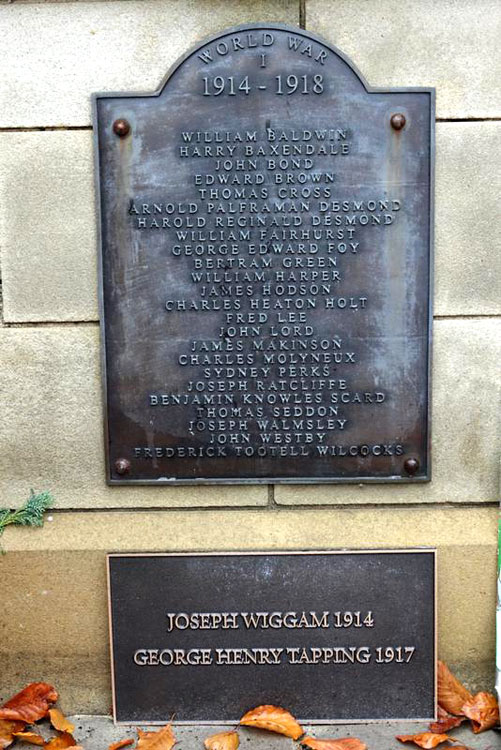 WORLD WAR
I
1914 - 1918
WILLIAM BALDWIN
HARRY BAXENDALE
JOHN BOND
EDWARD BROWN
THOMAS CROSS
ARNOLD PALFRAMAN DESMOND
HAROLD REGINALD DESMOND
WILLIAM FAIRHURST
GEORGE EDWARD FOY
BERTRAM GREEN
WILLIAM HARPER
JAMES HODSON
CHARLES HEATON HOLT
FRED LEE
JOHN LORD
JAMES MAKINSON
CHARLES MOLYNEUX
SYDNEY PERKS
JOSEPH RATCLIFFE
BENJAMIN KNOWLES SCARD
THOMAS SEDDON
JOSEPH WALMSLEY
JOHN WESTBY
FREDERICK TOOTELL WILCOCKS
JOSEPH WIGGAM 1914
GEORGE HENRY TAPPING 1917